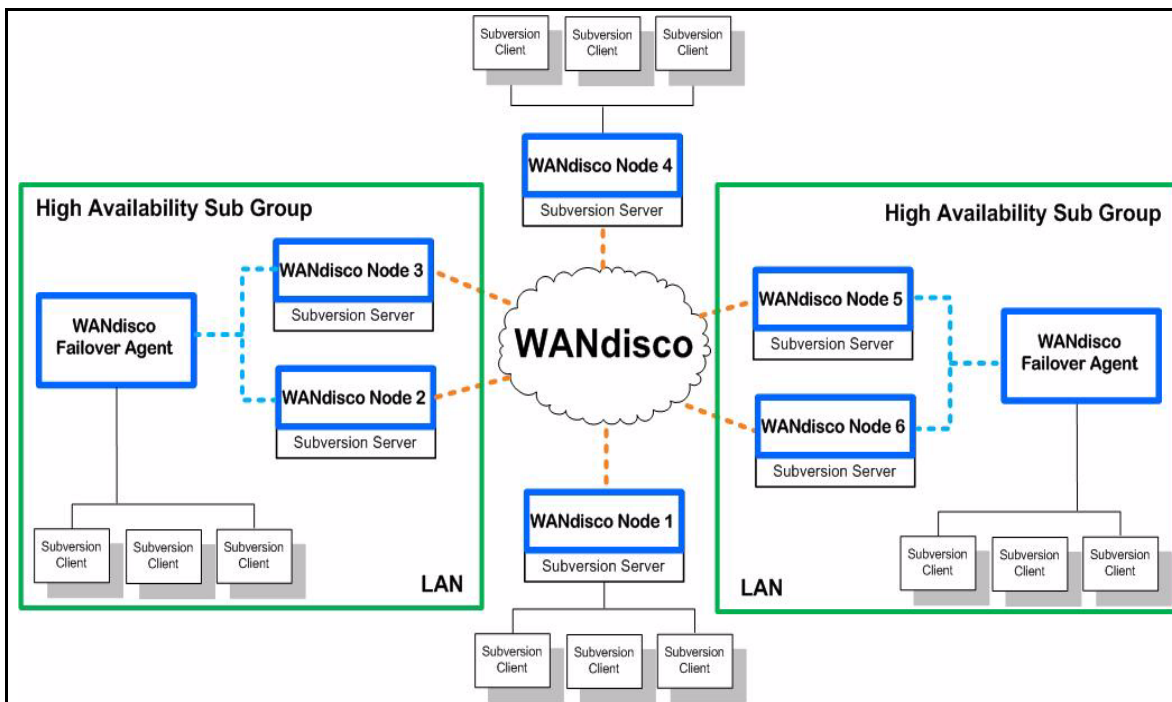 Subversion
Client
Subversion
Client
Subversion
Client
WANdisco Node 4
Subversion Server
High Availability Sub Group
WANdisco Node 3
Subversion Server
WANdisco
Failover Agent
WANdisco Node 2
Subversion Server
Subversion
Client
Subversion
Client
Subversion
Client
LAN
WANdisco
High Availability Sub Group
WANdisco Node 5
Subversion Server
WANdisco
Failover Agent
WANdisco Node 6
Subversion Server
Subversion
Client
Subversion
Client
Subversion
Client
LAN
WANdisco Node 1
Subversion Server
Subversion
Client
Subversion
Client
Subversion
Client